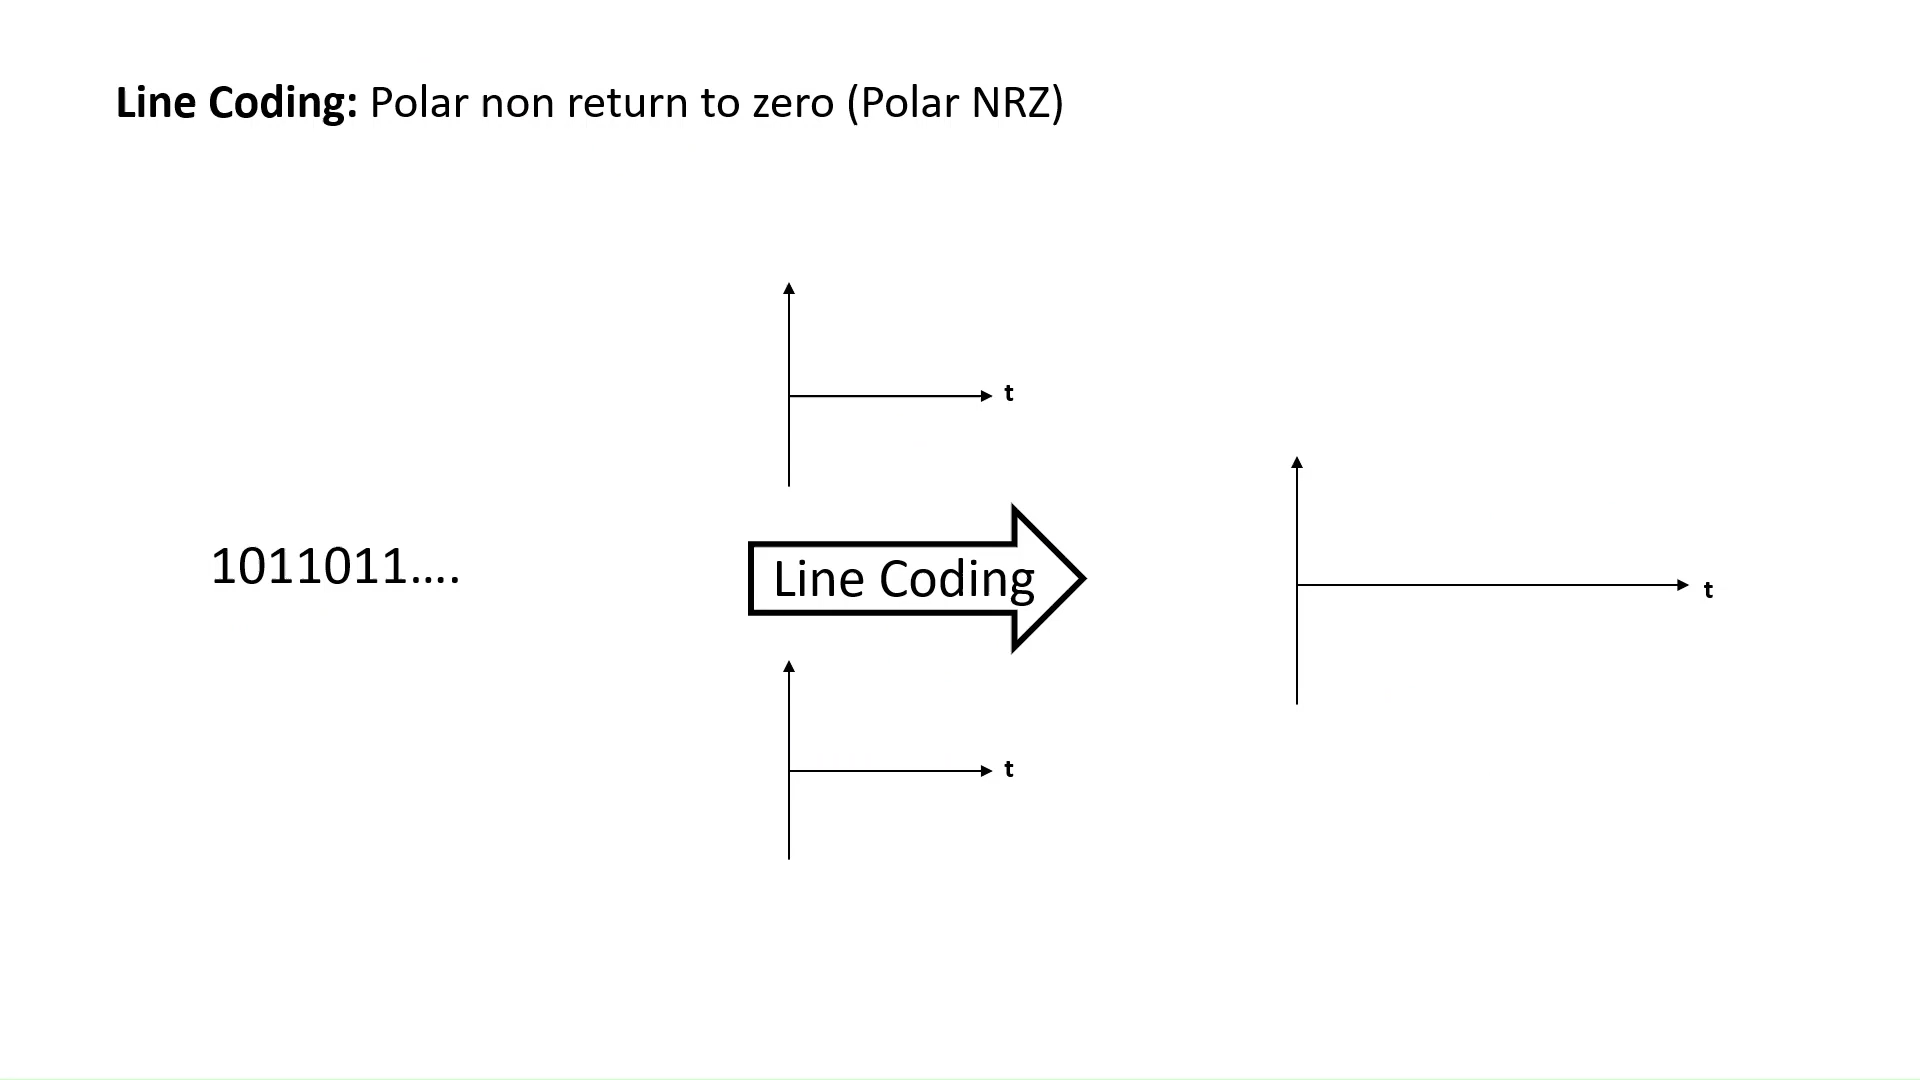 Line Coding: Polar non return to zero (Polar NRZ)
t
1011011....
Line Coding
t
t